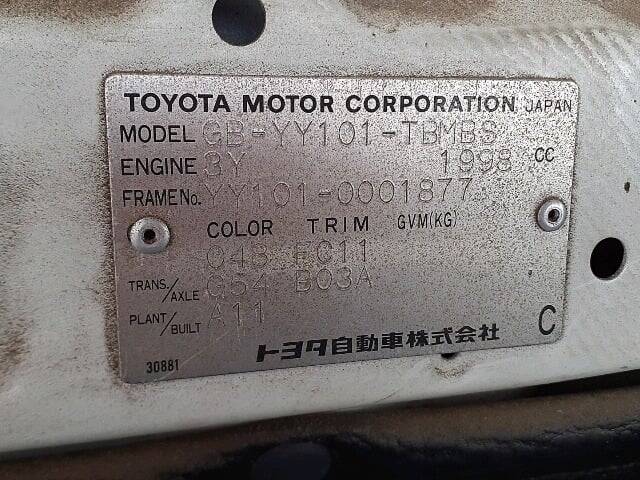 TOYOTA MOTOR CORPORATION JAPAN
MODEL GB-YY101-TBMBS
ENGINE 3Y 1998 CC
FRAME No. YY101-0001877
COLOR TRIM GVM(KG)
045 FC11
TRANS./AXLE G54 B03A
PLANT/BUILT A11
C
トヨタ自動車株式会社
30881